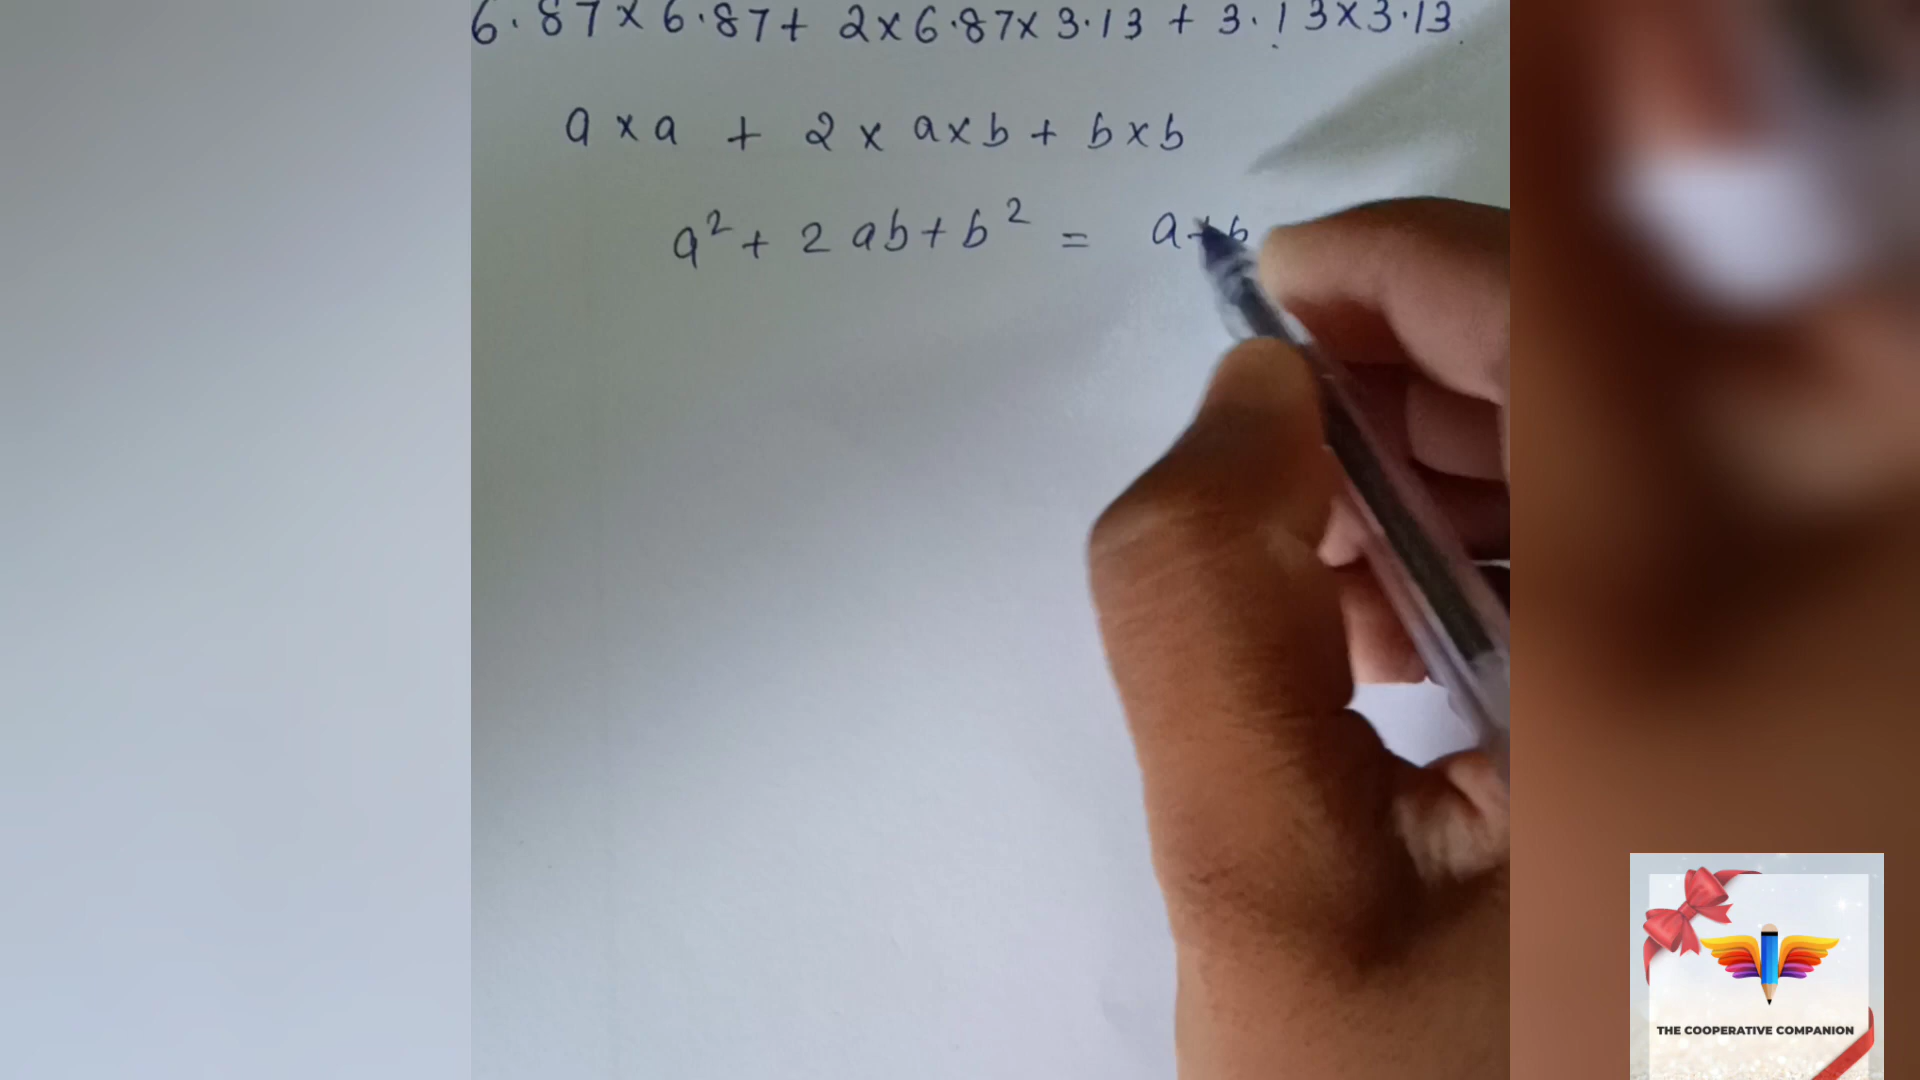 6.87×6.87+ 2×6.87×3.13 + 3.13×3.13
a×a + 2× a×b + b×b
a²+ 2ab+b² = a+b
THE COOPERATIVE COMPANION